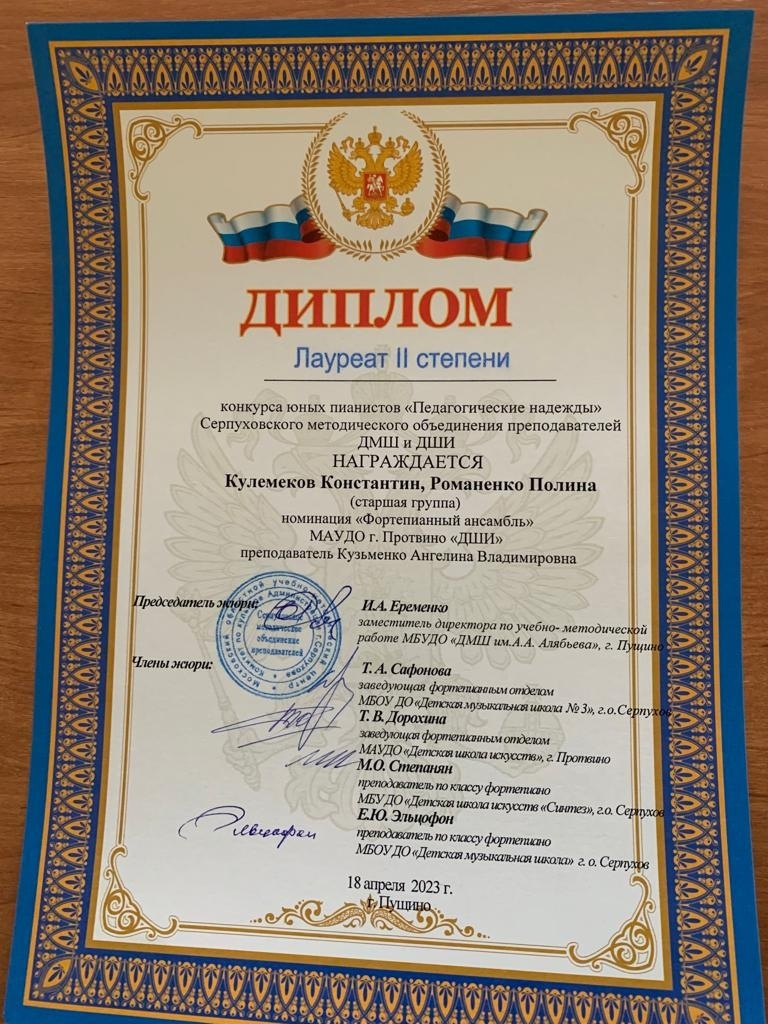 ДИПЛОМ
Лауреат II степени
конкурса юных пианистов «Педагогические надежды»
Серпуховского методического объединения преподавателей
ДМШ и ДШИ
НАГРАЖДАЕТСЯ
Кулемеков Константин, Романенко Полина
(старшая группа)
номинация «Фортепианный ансамбль»
МАУДО г. Протвино «ДШИ»
преподаватель Кузьменко Ангелина Владимировна
Председатель жюри:
И.А. Еременко
заместитель директора по учебно- методической
работе МБУДО «ДМШ им.А.А. Алябьева», г. Пущино
Члены жюри:
Т. А. Сафонова
заведующая фортепианным отделом
МБОУ ДО «Детская музыкальная школа № 3», г.о.Серпухов
Т. В. Дорохина
заведующая фортепианным отделом
МАУДО «Детская школа искусств», г. Протвино
М.О. Степанян
преподаватель по классу фортепиано
МБУ ДО «Детская школа искусств «Синтез», г.о. Серпухов
Е.Ю. Эльцофон
преподаватель по классу фортепиано
МБОУ ДО «Детская музыкальная школа» г. о. Серпухов
18 апреля 2023 г.
г. Пущино
методическое
объединение
преподавателей